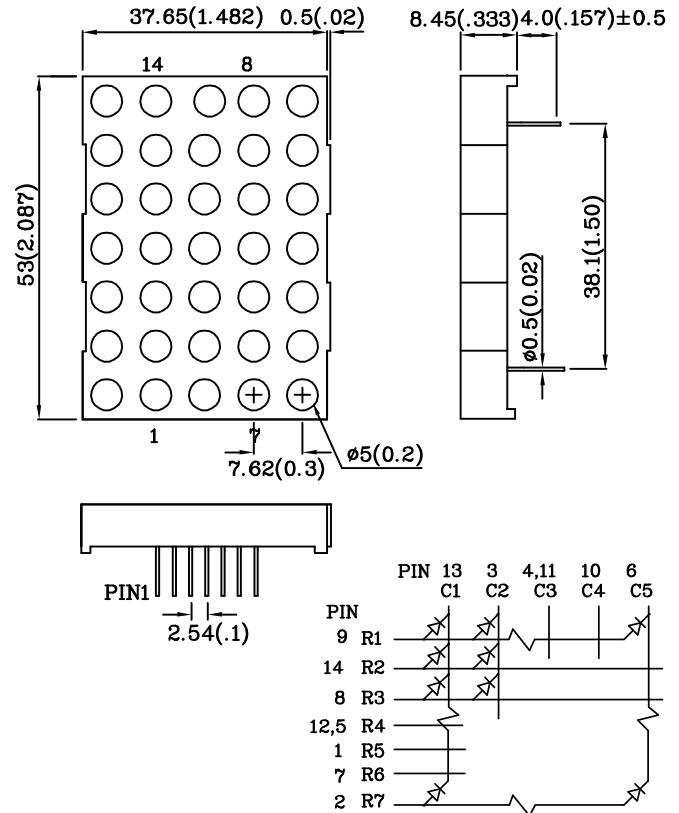 37.65(1.482) 0.5(.02) 8.45(.333) 4.0(.157)±0.5
14 8
53(2.087)
38.1(1.50)
ø0.5(0.02)
1 7
7.62(0.3) ø5(0.2)
PIN1
2.54(.1)
PIN 13 3 4,11 10 6
C1 C2 C3 C4 C5
PIN
9 R1
14 R2
8 R3
12,5 R4
1 R5
7 R6
2 R7